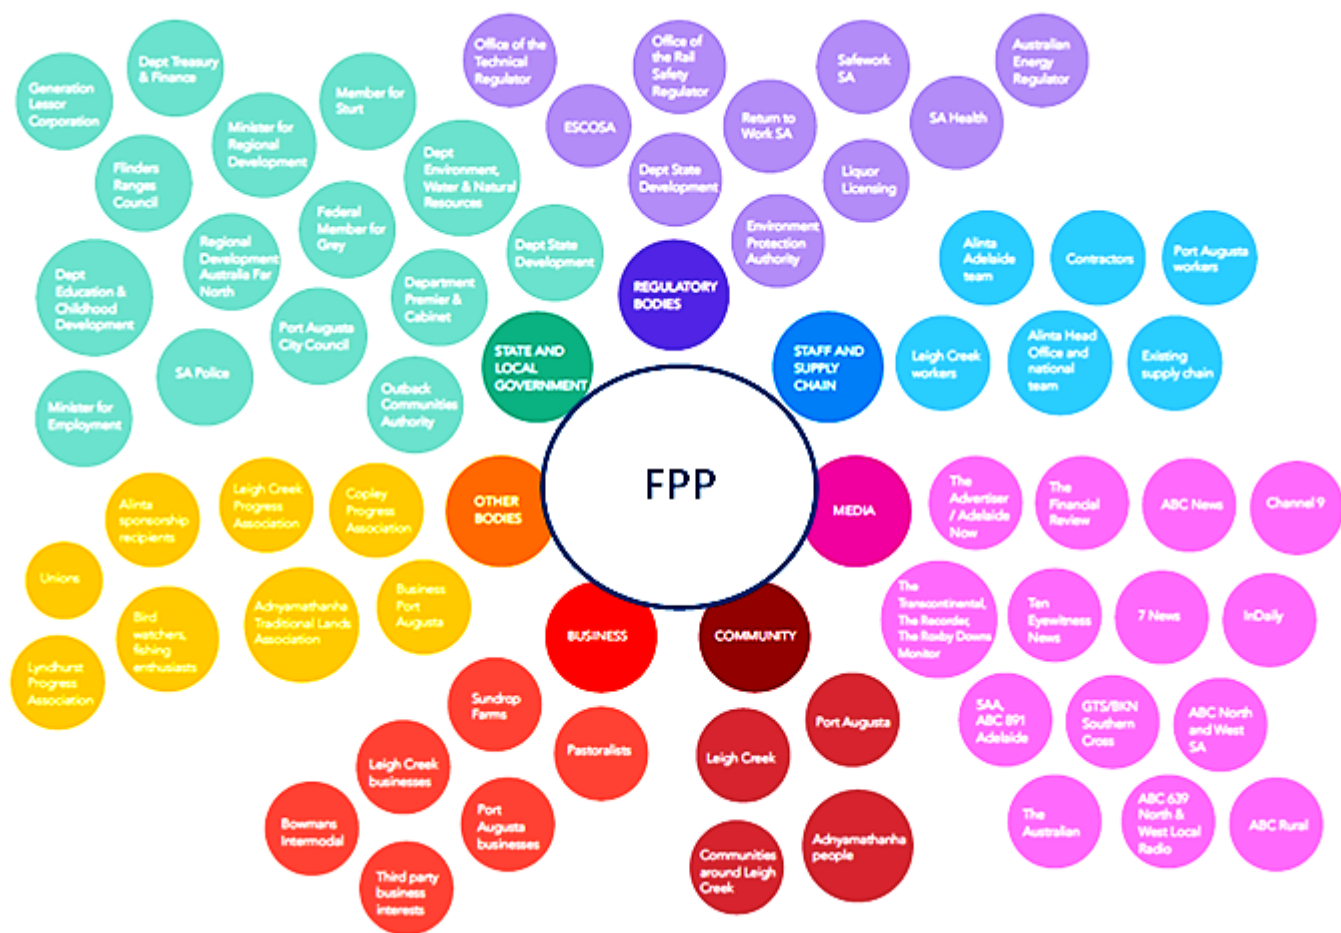 Generation
Lessor
Corporation
Dept Treasury
& Finance
Member for
Sturt
Minister for
Regional
Development
Flinders
Ranges
Council
Dept
Environment,
Water & Natural
Resources
Federal
Member for
Grey
Regional
Development
Australia Far
North
Dept State
Development
Dept
Education &
Childhood
Development
Department
Premier &
Cabinet
Port Augusta
City Council
SA Police
Minister for
Employment
Outback
Communities
Authority
STATE AND
LOCAL
GOVERNMENT
Office of the
Technical
Regulator
Office of
the Rail
Safety
Regulator
Safework
SA
Australian
Energy
Regulator
ESCOSA
Return to
Work SA
SA Health
Dept State
Development
Liquor
Licensing
Environment
Protection
Authority
REGULATORY
BODIES
Alinta
Adelaide
team
Contractors
Port Augusta
workers
STAFF AND
SUPPLY
CHAIN
Leigh Creek
workers
Alinta Head
Office and
national
team
Existing
supply chain
FPP
OTHER
BODIES
Alinta
sponsorship
recipients
Leigh Creek
Progress
Association
Copley
Progress
Association
Unions
Bird
watchers,
fishing
enthusiasts
Adnyamathanha
Traditional Lands
Association
Business
Port
Augusta
Lyndhurst
Progress
Association
MEDIA
The
Advertiser
/ Adelaide
Now
The
Financial
Review
ABC News
Channel 9
The
Transcontinental,
The Recorder,
The Roxby Downs
Monitor
Ten
Eyewitness
News
7 News
InDaily
SAA,
ABC 891
Adelaide
GTS/BKN
Southern
Cross
ABC North
and West
SA
The
Australian
ABC 639
North &
West Local
Radio
ABC Rural
BUSINESS
Sundrop
Farms
Pastoralists
Leigh Creek
businesses
Bowmans
Intermodal
Port
Augusta
businesses
Third party
business
interests
COMMUNITY
Port Augusta
Leigh Creek
Adnyamathanha
people
Communities
around Leigh
Creek